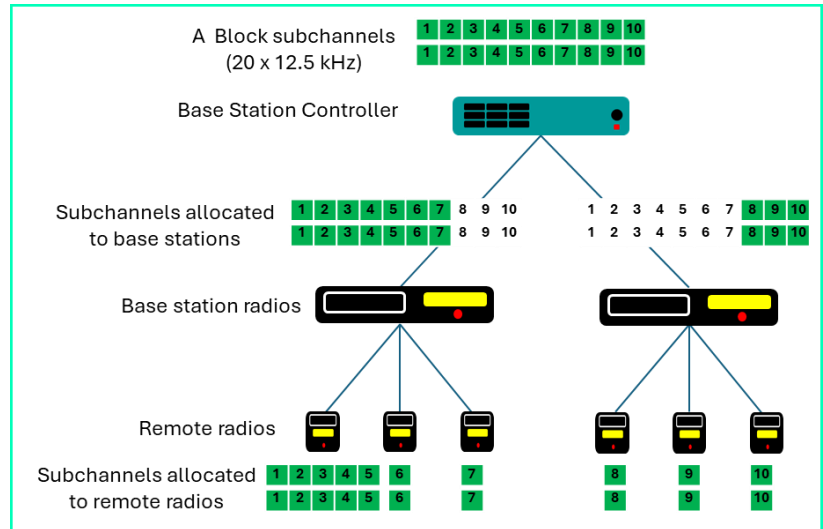 A Block subchannels
(20 x 12.5 kHz)
1 2 3 4 5 6 7 8 9 10
1 2 3 4 5 6 7 8 9 10
Base Station Controller
Subchannels allocated
to base stations
1 2 3 4 5 6 7 8 9 10
1 2 3 4 5 6 7 8 9 10
1 2 3 4 5 6 7 8 9 10
1 2 3 4 5 6 7 8 9 10
Base station radios
Remote radios
Subchannels allocated
to remote radios
1 2 3 4 5 6 7 8 9 10
1 2 3 4 5 6 7 8 9 10